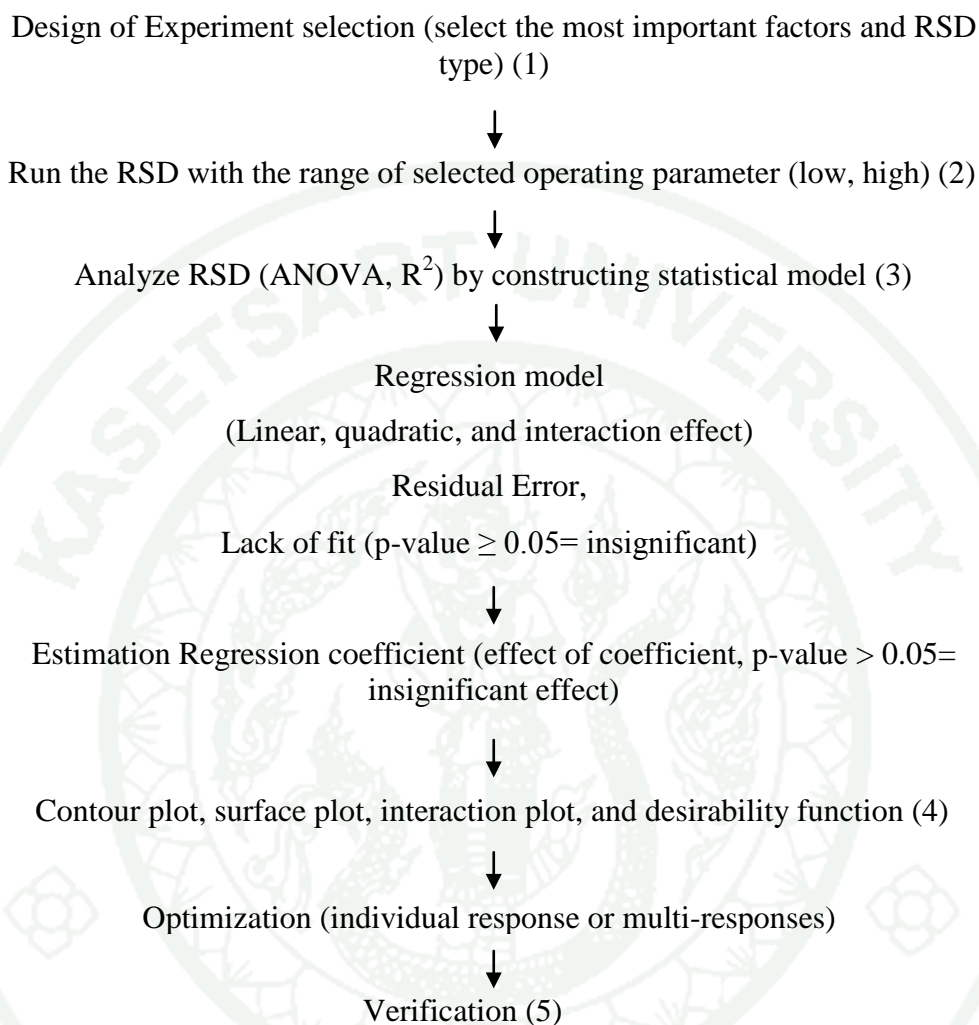 Design of Experiment selection (select the most important factors and RSD
type) (1)
Run the RSD with the range of selected operating parameter (low, high) (2)
Analyze RSD (ANOVA, R²) by constructing statistical model (3)
Regression model
(Linear, quadratic, and interaction effect)
Residual Error,
Lack of fit (p-value ≥ 0.05= insignificant)
Estimation Regression coefficient (effect of coefficient, p-value > 0.05=
insignificant effect)
Contour plot, surface plot, interaction plot, and desirability function (4)
Optimization (individual response or multi-responses)
Verification (5)
KASETSART UNIVERSITY